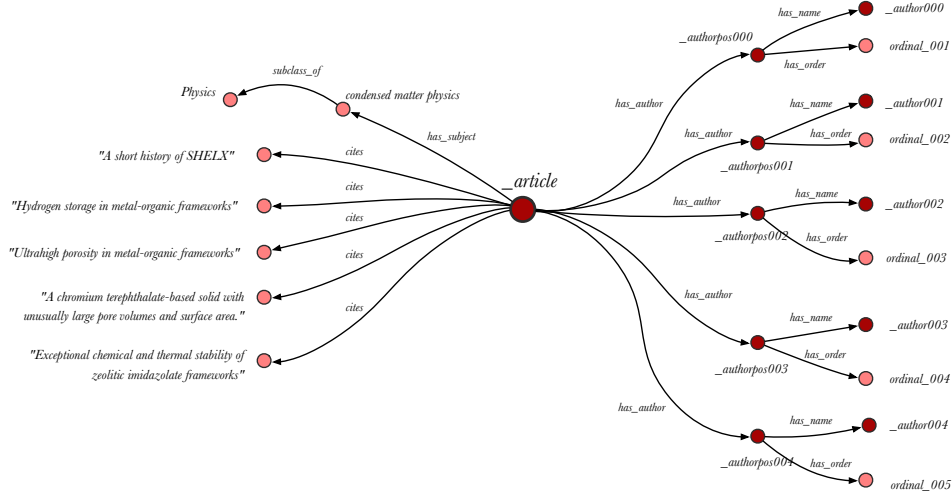 has_name
_author000
_authorpos000
ordinal_001
has_order
subclass_of
Physics
condensed matter physics
has_author
has_name
_author001
has_subject
has_author
has_order
ordinal_002
"A short history of SHELX"
cites
_authorpos001
_article
cites
has_name
"Hydrogen storage in metal-organic frameworks"
has_author
_author002
cites
_authorpos002
has_order
"Ultrahigh porosity in metal-organic frameworks"
cites
ordinal_003
"A chromium terephthalate-based solid with
unusually large pore volumes and surface area."
has_author
cites
has_name
_author003
"Exceptional chemical and thermal stability of
zeolitic imidazolate frameworks"
has_order
_authorpos003
ordinal_004
has_author
has_name
_author004
_authorpos004
has_order
ordinal_005